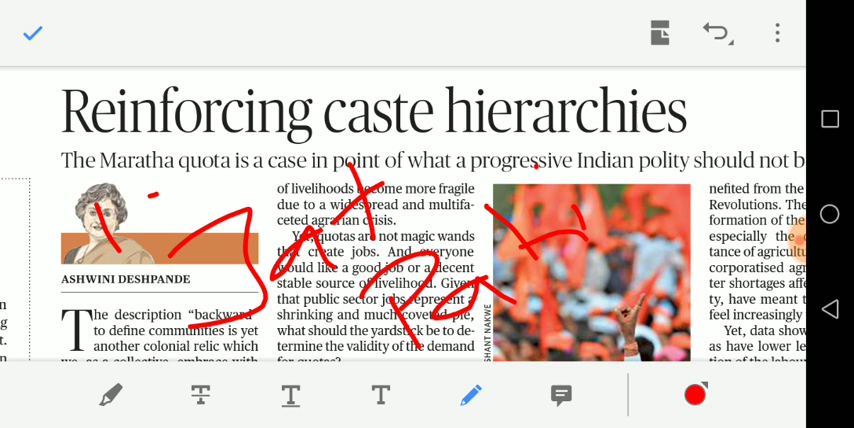 Reinforcing caste hierarchies
The Maratha quota is a case in point of what a progressive Indian polity should not b
ASHWINI DESHPANDE
The description “backward”
to define communities is yet
another colonial relic which
of livelihoods become more fragile
due to a widespread and multifa-
ceted agrarian crisis.
Yet, quotas are not magic wands
that create jobs. And everyone
would like a good job or a decent
stable source of livelihood. Given
that public sector jobs represent a
shrinking and much coveted pie,
what should the yardstick be to de-
termine the validity of the demand
for quotas?
SHANT NAKWE
nefited from the
Revolutions. The
formation of the
especially the
tance of agricultu
corporatised agr
ter shortages affe
ty, have meant t
feel increasingly
Yet, data show
as have lower le